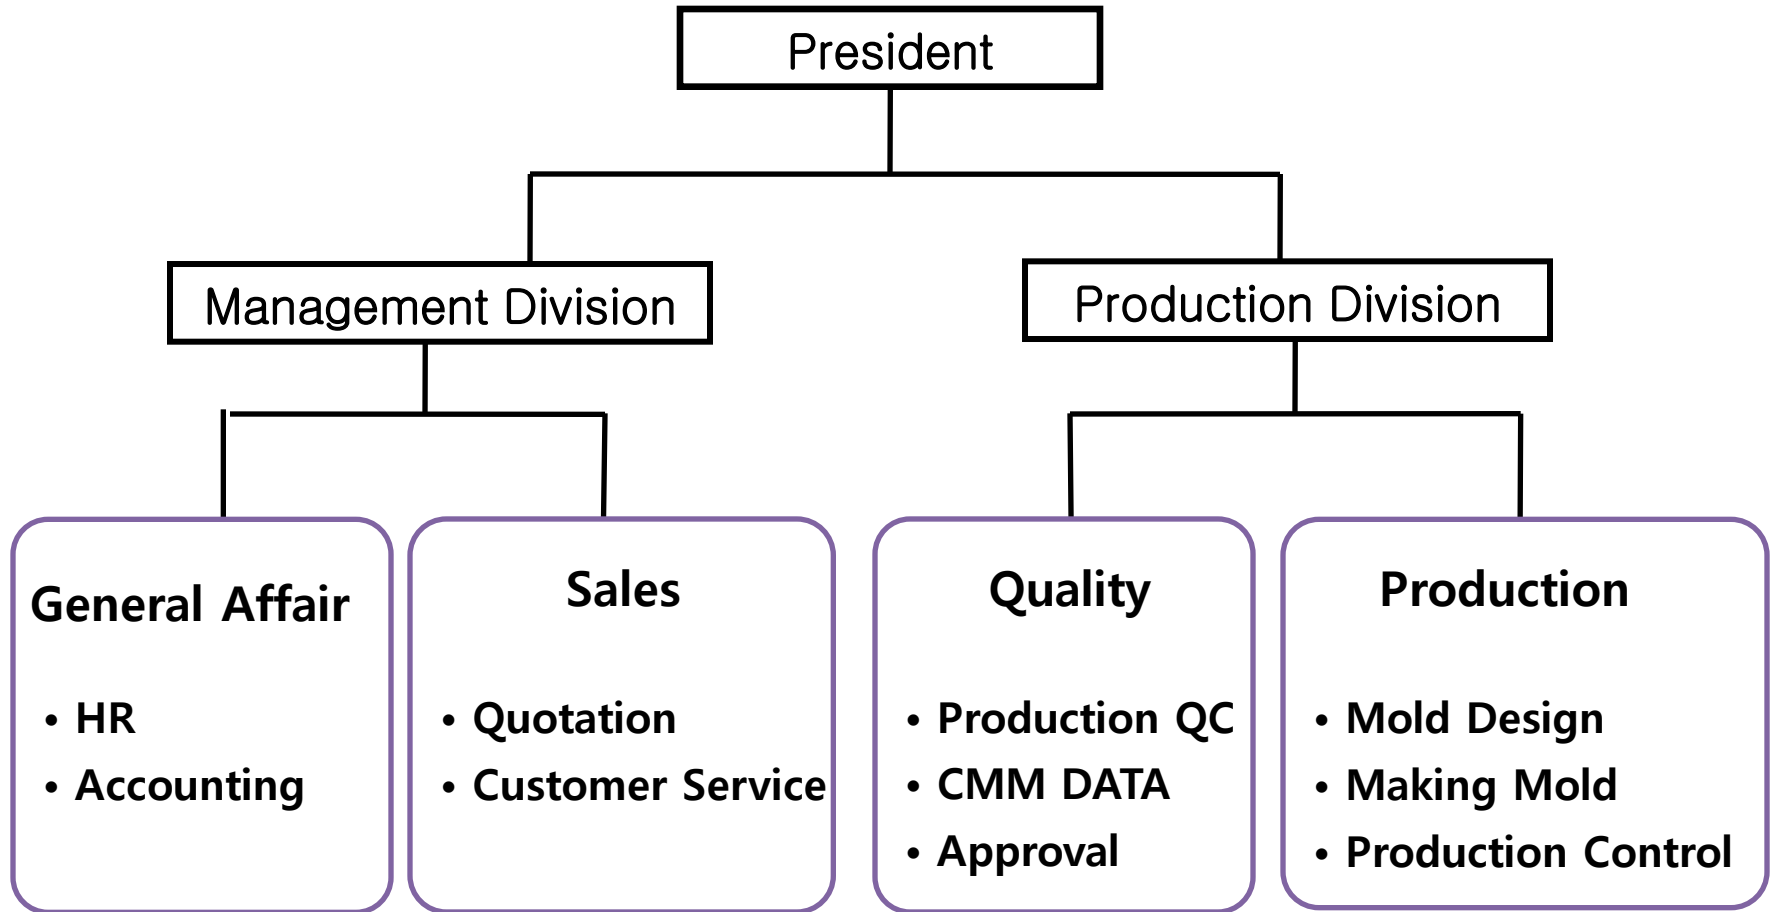 President
Management Division
Production Division
General Affair
• HR
• Accounting
Sales
• Quotation
• Customer Service
Quality
• Production QC
• CMM DATA
• Approval
Production
• Mold Design
• Making Mold
• Production Control